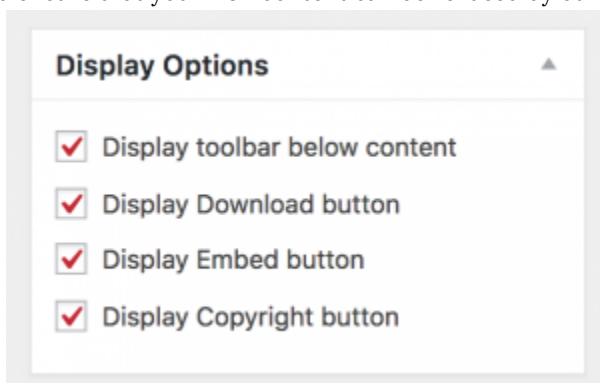 Display Options
Display toolbar below content
Display Download button
Display Embed button
Display Copyright button